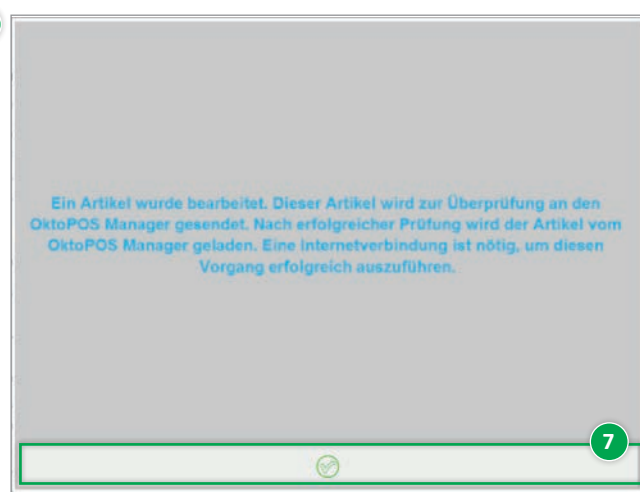 Ein Artikel wurde bearbeitet. Dieser Artikel wird zur Überprüfung an den
OktoPOS Manager gesendet. Nach erfolgreicher Prüfung wird der Artikel vom
OktoPOS Manager geladen. Eine Internetverbindung ist nötig, um diesen
Vorgang erfolgreich auszuführen.
7